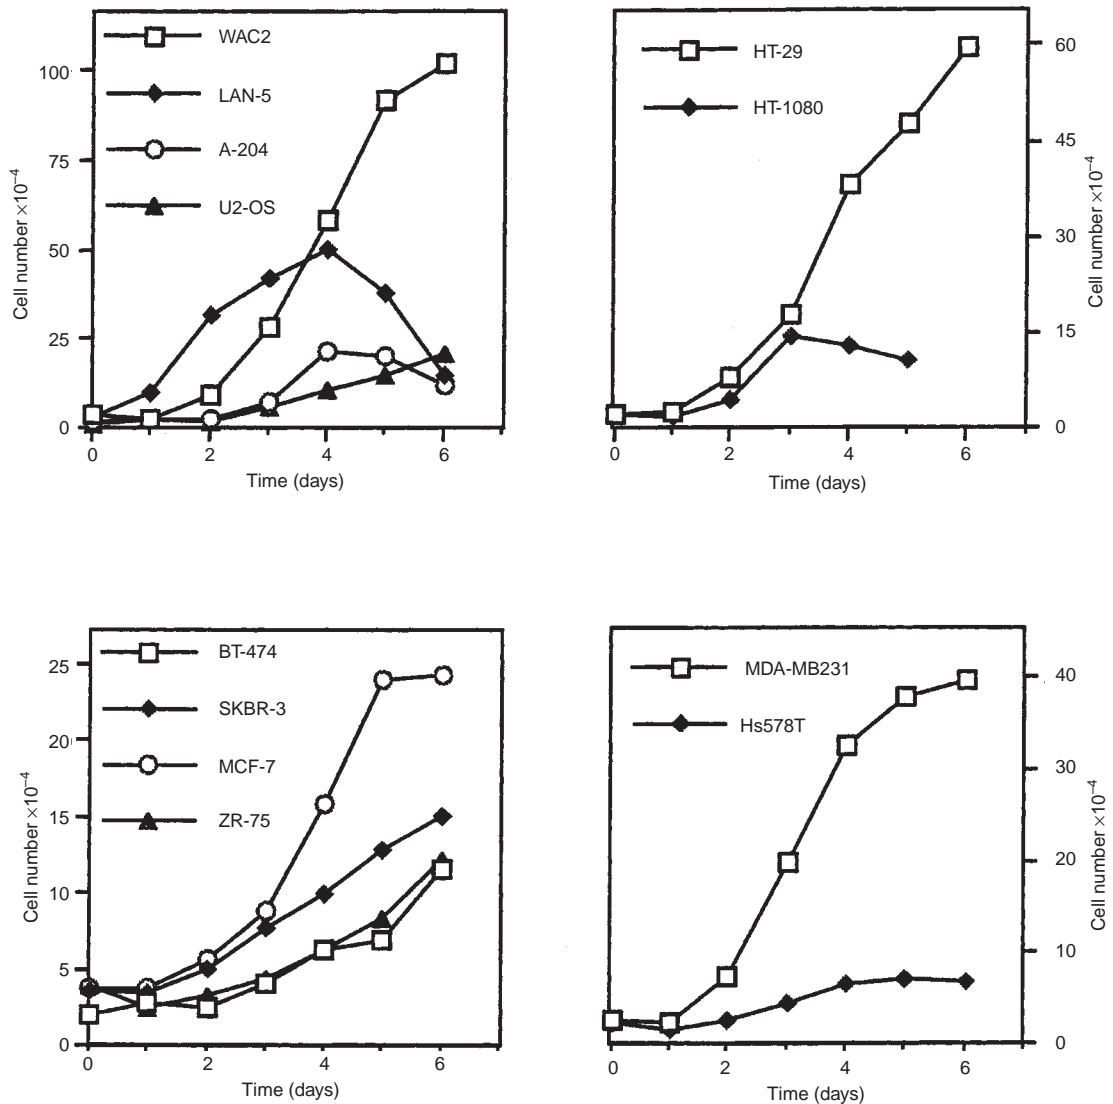 WAC2
LAN-5
A-204
U2-OS
100
75
50
25
0
Cell number ×10⁻⁴
0 2 4 6
Time (days)
HT-29
HT-1080
60
45
30
15
0
Cell number ×10⁻⁴
0 2 4 6
Time (days)
BT-474
SKBR-3
MCF-7
ZR-75
25
20
15
10
5
0
Cell number ×10⁻⁴
0 2 4 6
Time (days)
MDA-MB231
Hs578T
40
30
20
10
0
Cell number ×10⁻⁴
0 2 4 6
Time (days)